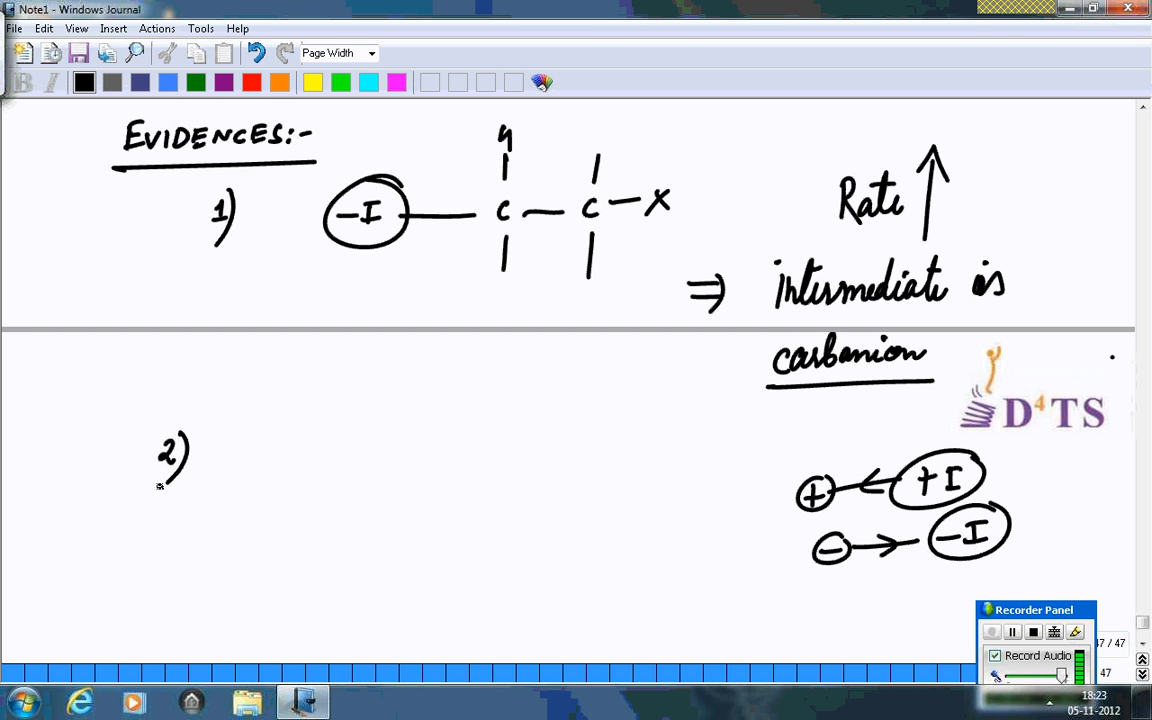 Note1 - Windows Journal
File Edit View Insert Actions Tools Help
Page Width
B I
EVIDENCES:-
H
1) -I C C X
Rate
⇒ intermediate is
carbanion
D4TS
2)
+ +I
- -I
Recorder Panel
47 / 47
Record Audio
47
18:23
05-11-2012